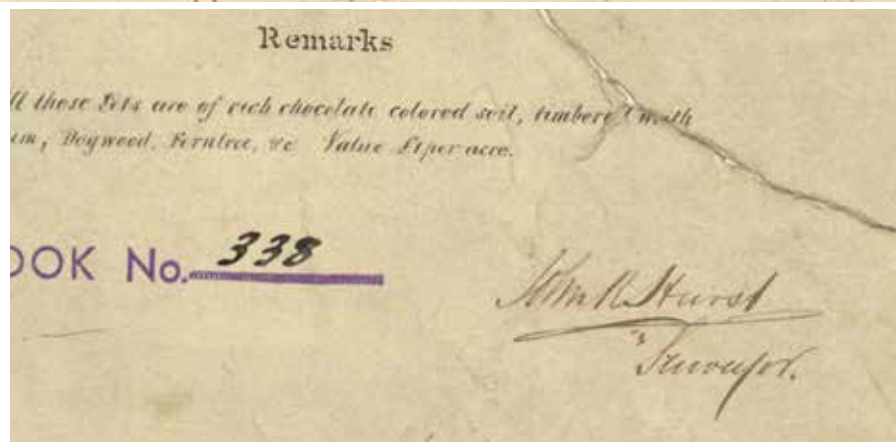 Remarks
ll these Lots are of rich chocolate colored soil, timbered with
um, Dogwood, Ferntree, &c Value £1 per acre.
OOK No. 338
John R Hurst
Surveyor.